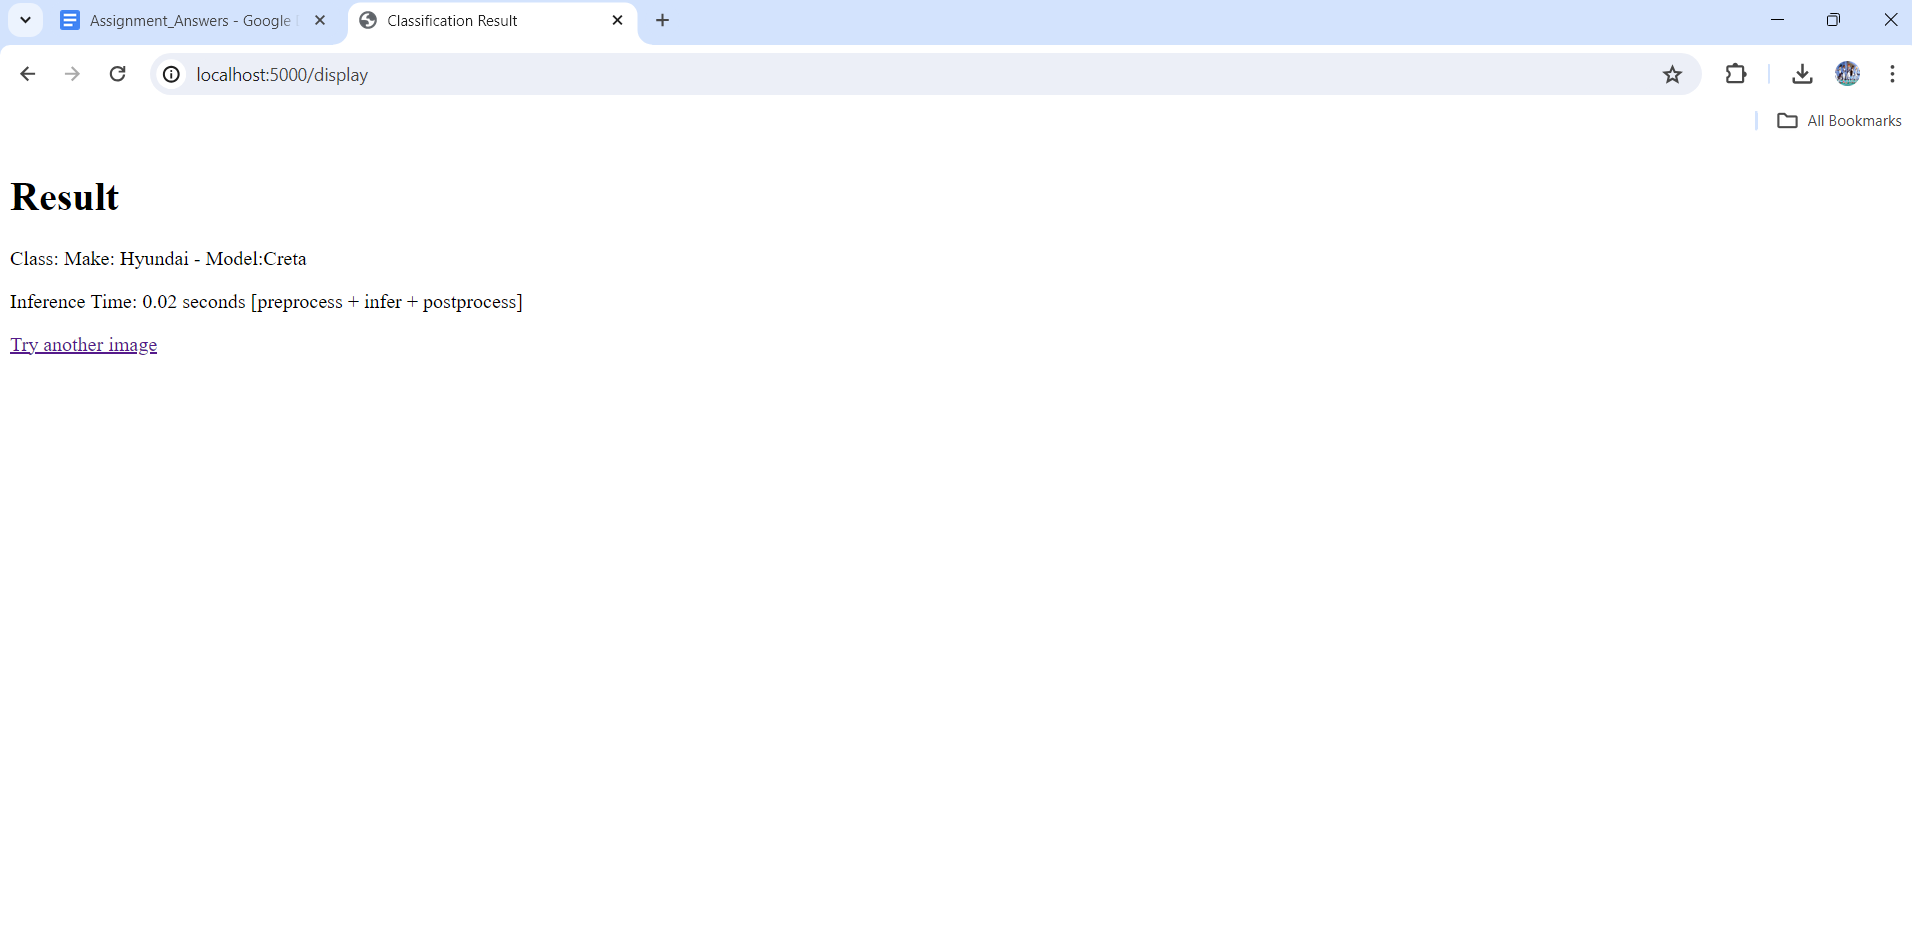 Assignment_Answers - Google
Classification Result
localhost:5000/display
All Bookmarks
Result
Class: Make: Hyundai - Model:Creta
Inference Time: 0.02 seconds [preprocess + infer + postprocess]
Try another image